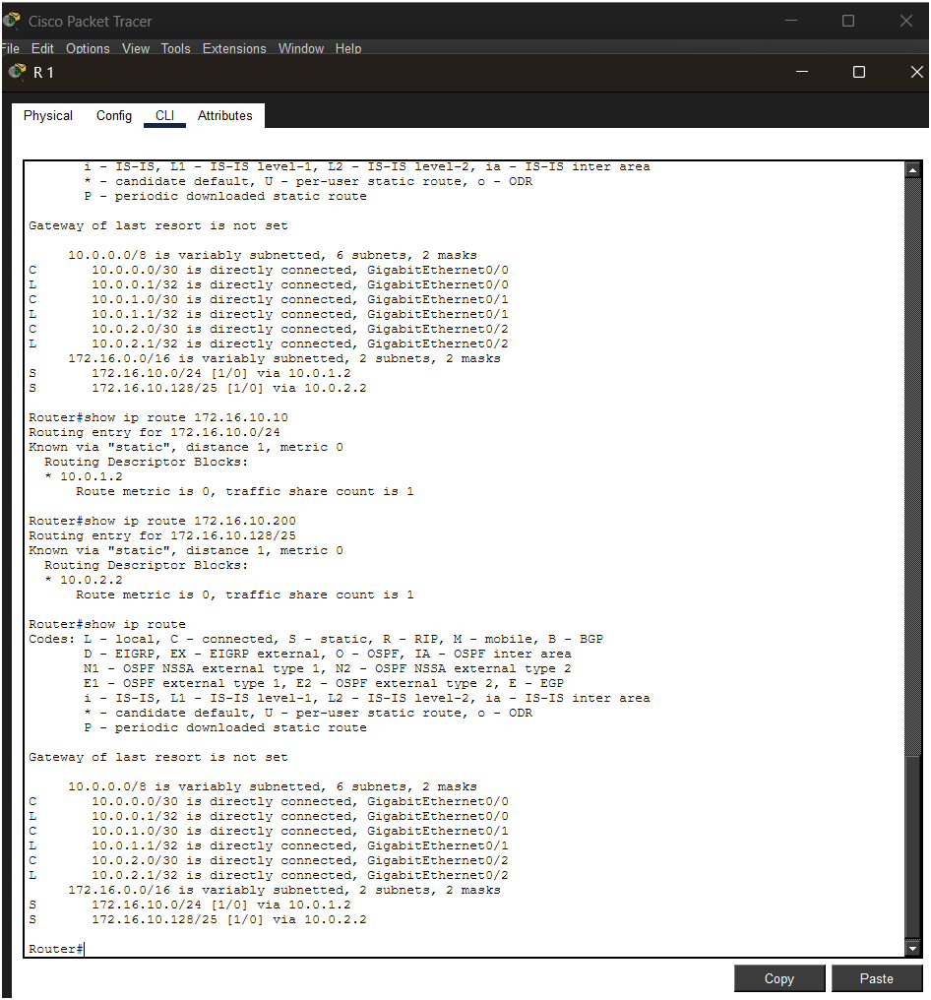 Cisco Packet Tracer
File Edit Options View Tools Extensions Window Help
R 1
Physical Config CLI Attributes
i - IS-IS, L1 - IS-IS level-1, L2 - IS-IS level-2, ia - IS-IS inter area
* - candidate default, U - per-user static route, o - ODR
P - periodic downloaded static route
Gateway of last resort is not set
10.0.0.0/8 is variably subnetted, 6 subnets, 2 masks
C 10.0.0.0/30 is directly connected, GigabitEthernet0/0
L 10.0.0.1/32 is directly connected, GigabitEthernet0/0
C 10.0.1.0/30 is directly connected, GigabitEthernet0/1
L 10.0.1.1/32 is directly connected, GigabitEthernet0/1
C 10.0.2.0/30 is directly connected, GigabitEthernet0/2
L 10.0.2.1/32 is directly connected, GigabitEthernet0/2
172.16.0.0/16 is variably subnetted, 2 subnets, 2 masks
S 172.16.10.0/24 [1/0] via 10.0.1.2
S 172.16.10.128/25 [1/0] via 10.0.2.2
Router#show ip route 172.16.10.10
Routing entry for 172.16.10.0/24
Known via "static", distance 1, metric 0
Routing Descriptor Blocks:
* 10.0.1.2
Route metric is 0, traffic share count is 1
Router#show ip route 172.16.10.200
Routing entry for 172.16.10.128/25
Known via "static", distance 1, metric 0
Routing Descriptor Blocks:
* 10.0.2.2
Route metric is 0, traffic share count is 1
Router#show ip route
Codes: L - local, C - connected, S - static, R - RIP, M - mobile, B - BGP
D - EIGRP, EX - EIGRP external, O - OSPF, IA - OSPF inter area
N1 - OSPF NSSA external type 1, N2 - OSPF NSSA external type 2
E1 - OSPF external type 1, E2 - OSPF external type 2, E - EGP
i - IS-IS, L1 - IS-IS level-1, L2 - IS-IS level-2, ia - IS-IS inter area
* - candidate default, U - per-user static route, o - ODR
P - periodic downloaded static route
Gateway of last resort is not set
10.0.0.0/8 is variably subnetted, 6 subnets, 2 masks
C 10.0.0.0/30 is directly connected, GigabitEthernet0/0
L 10.0.0.1/32 is directly connected, GigabitEthernet0/0
C 10.0.1.0/30 is directly connected, GigabitEthernet0/1
L 10.0.1.1/32 is directly connected, GigabitEthernet0/1
C 10.0.2.0/30 is directly connected, GigabitEthernet0/2
L 10.0.2.1/32 is directly connected, GigabitEthernet0/2
172.16.0.0/16 is variably subnetted, 2 subnets, 2 masks
S 172.16.10.0/24 [1/0] via 10.0.1.2
S 172.16.10.128/25 [1/0] via 10.0.2.2
Router#
Copy Paste